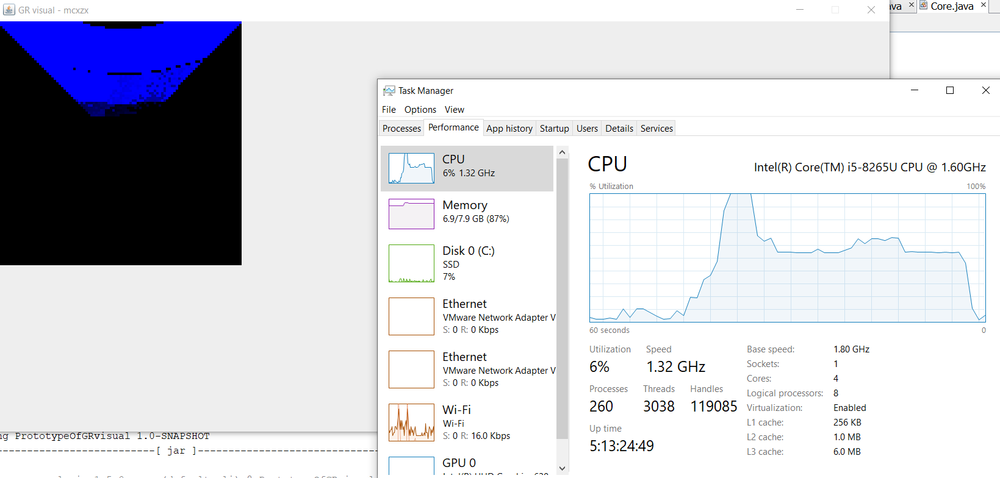 GR visual - mcxzx
ava
Core.java
Task Manager
File Options View
Processes Performance App history Startup Users Details Services
CPU
6% 1.32 GHz
Memory
6.9/7.9 GB (87%)
Disk 0 (C:)
SSD
7%
Ethernet
VMware Network Adapter V
S: 0 R: 0 Kbps
Ethernet
VMware Network Adapter V
S: 0 R: 0 Kbps
Wi-Fi
Wi-Fi
S: 0 R: 16.0 Kbps
GPU 0
CPU
Intel(R) Core(TM) i5-8265U CPU @ 1.60GHz
% Utilization 100%
60 seconds 0
Utilization Speed
6% 1.32 GHz
Processes Threads Handles
260 3038 119085
Up time
5:13:24:49
Base speed: 1.80 GHz
Sockets: 1
Cores: 4
Logical processors: 8
Virtualization: Enabled
L1 cache: 256 KB
L2 cache: 1.0 MB
L3 cache: 6.0 MB
ng PrototypeOfGRvisual 1.0-SNAPSHOT
--------------------------[ jar ]------------------------------